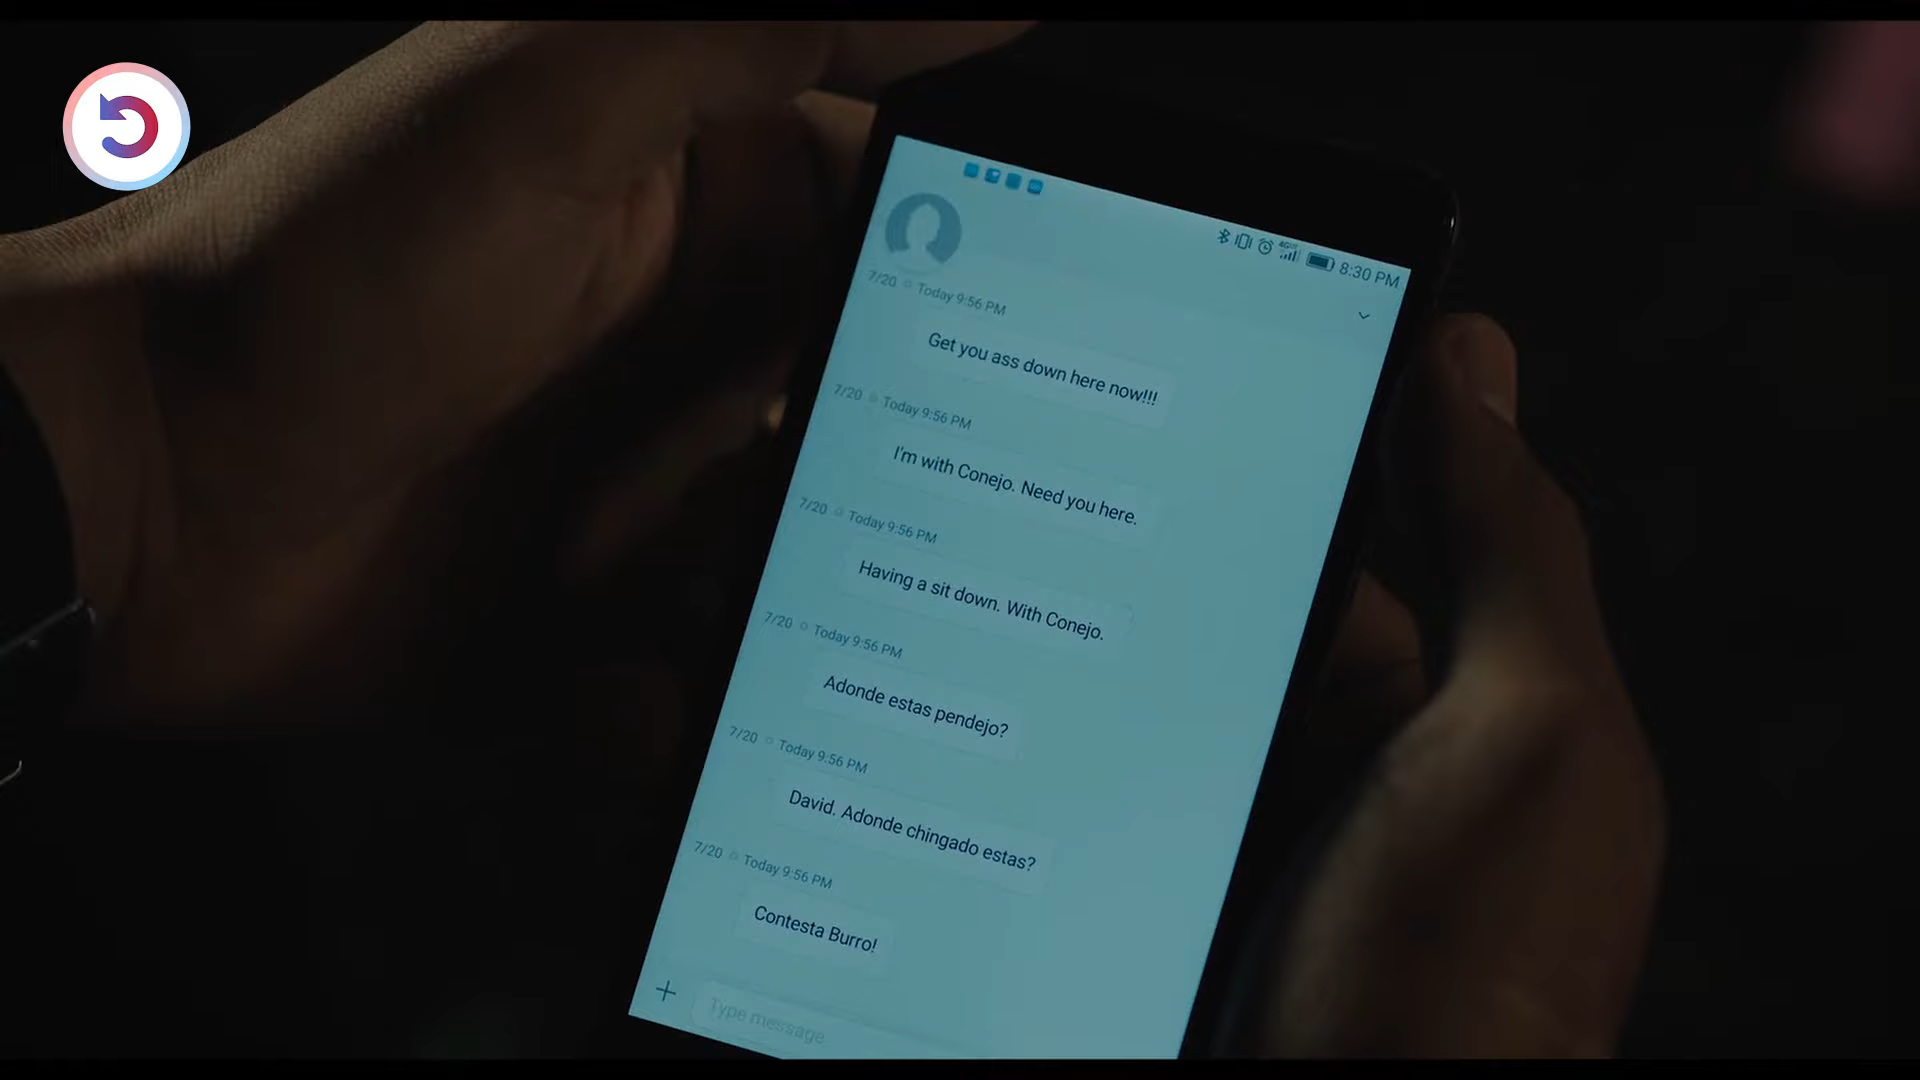 8:30 PM
7/20 Today 9:56 PM
Get you ass down here now!!!
7/20 Today 9:56 PM
I'm with Conejo. Need you here.
7/20 Today 9:56 PM
Having a sit down. With Conejo.
7/20 Today 9:56 PM
Adonde estas pendejo?
7/20 Today 9:56 PM
David. Adonde chingado estas?
7/20 Today 9:56 PM
Contesta Burro!
Type message